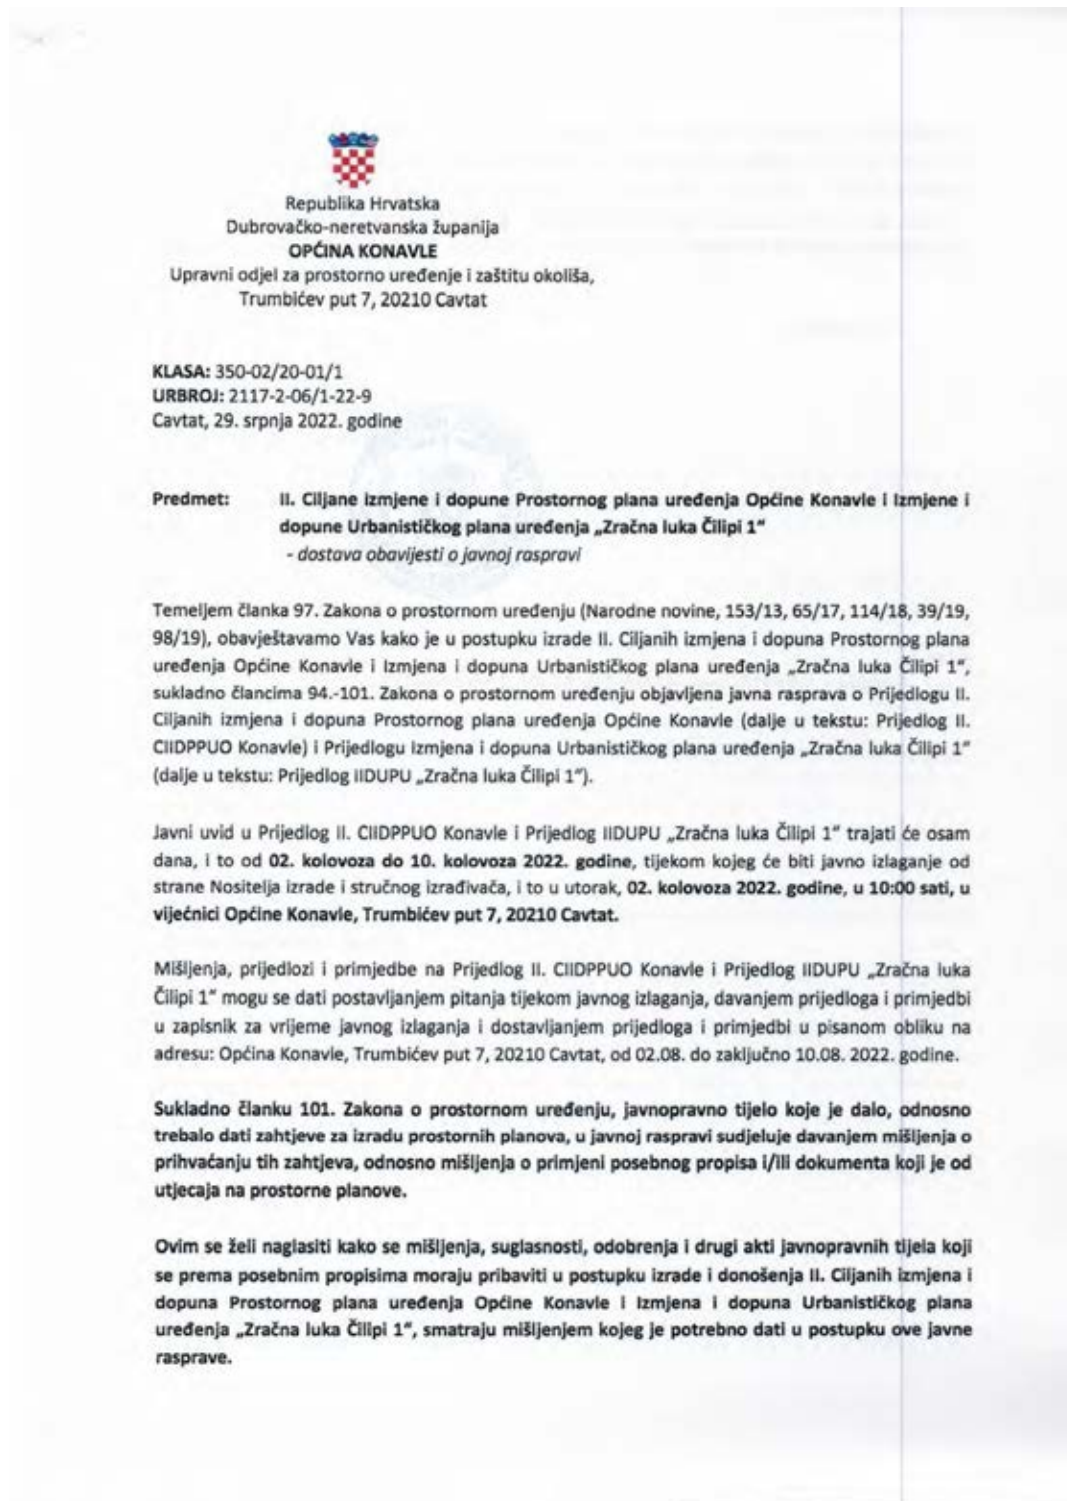 Republika Hrvatska
Dubrovačko-neretvanska županija
OPĆINA KONAVLE
Upravni odjel za prostorno uređenje i zaštitu okoliša,
Trumbićev put 7, 20210 Cavtat
KLASA: 350-02/20-01/1
URBROJ: 2117-2-06/1-22-9
Cavtat, 29. srpnja 2022. godine
Predmet: II. Ciljane izmjene i dopune Prostornog plana uređenja Općine Konavle i Izmjene i
dopune Urbanističkog plana uređenja „Zračna luka Čilipi 1“
- dostava obavijesti o javnoj raspravi
Temeljem članka 97. Zakona o prostornom uređenju (Narodne novine, 153/13, 65/17, 114/18, 39/19,
98/19), obavještavamo Vas kako je u postupku izrade II. Ciljanih izmjena i dopuna Prostornog plana
uređenja Općine Konavle i Izmjena i dopuna Urbanističkog plana uređenja „Zračna luka Čilipi 1“,
sukladno člancima 94.-101. Zakona o prostornom uređenju objavljena javna rasprava o Prijedlogu II.
Ciljanih izmjena i dopuna Prostornog plana uređenja Općine Konavle (dalje u tekstu: Prijedlog II.
CIIDPPUO Konavle) i Prijedlogu Izmjena i dopuna Urbanističkog plana uređenja „Zračna luka Čilipi 1“
(dalje u tekstu: Prijedlog IIDUPU „Zračna luka Čilipi 1“).
Javni uvid u Prijedlog II. CIIDPPUO Konavle i Prijedlog IIDUPU „Zračna luka Čilipi 1“ trajati će osam
dana, i to od 02. kolovoza do 10. kolovoza 2022. godine, tijekom kojeg će biti javno izlaganje od
strane Nositelja izrade i stručnog izrađivača, i to u utorak, 02. kolovoza 2022. godine, u 10:00 sati, u
vijećnici Općine Konavle, Trumbićev put 7, 20210 Cavtat.
Mišljenja, prijedlozi i primjedbe na Prijedlog II. CIIDPPUO Konavle i Prijedlog IIDUPU „Zračna luka
Čilipi 1“ mogu se dati postavljanjem pitanja tijekom javnog izlaganja, davanjem prijedloga i primjedbi
u zapisnik za vrijeme javnog izlaganja i dostavljanjem prijedloga i primjedbi u pisanom obliku na
adresu: Općina Konavle, Trumbićev put 7, 20210 Cavtat, od 02.08. do zaključno 10.08. 2022. godine.
Sukladno članku 101. Zakona o prostornom uređenju, javnopravno tijelo koje je dalo, odnosno
trebalo dati zahtjeve za izradu prostornih planova, u javnoj raspravi sudjeluje davanjem mišljenja o
prihvaćanju tih zahtjeva, odnosno mišljenja o primjeni posebnog propisa i/ili dokumenta koji je od
utjecaja na prostorne planove.
Ovim se želi naglasiti kako se mišljenja, suglasnosti, odobrenja i drugi akti javnopravnih tijela koji
se prema posebnim propisima moraju pribaviti u postupku izrade i donošenja II. Ciljanih izmjena i
dopuna Prostornog plana uređenja Općine Konavle i Izmjena i dopuna Urbanističkog plana
uređenja „Zračna luka Čilipi 1“, smatraju mišljenjem kojeg je potrebno dati u postupku ove javne
rasprave.